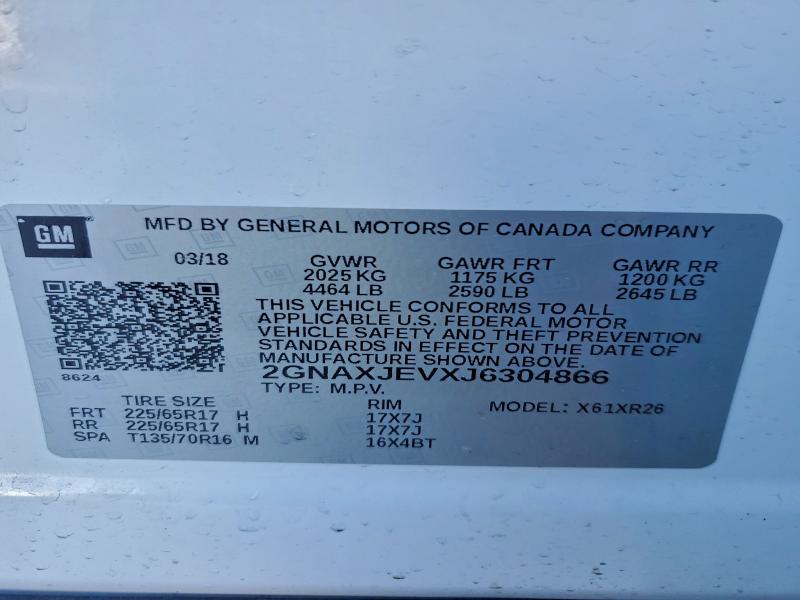 GM
MFD BY GENERAL MOTORS OF CANADA COMPANY
03/18 GVWR GAWR FRT GAWR RR
2025 KG 1175 KG 1200 KG
4464 LB 2590 LB 2645 LB
THIS VEHICLE CONFORMS TO ALL
APPLICABLE U.S. FEDERAL MOTOR
VEHICLE SAFETY AND THEFT PREVENTION
STANDARDS IN EFFECT ON THE DATE OF
MANUFACTURE SHOWN ABOVE.
8624 2GNAXJEVXJ6304866
TYPE: M.P.V.
TIRE SIZE RIM MODEL: X61XR26
FRT 225/65R17 H 17X7J
RR 225/65R17 H 17X7J
SPA T135/70R16 M 16X4BT